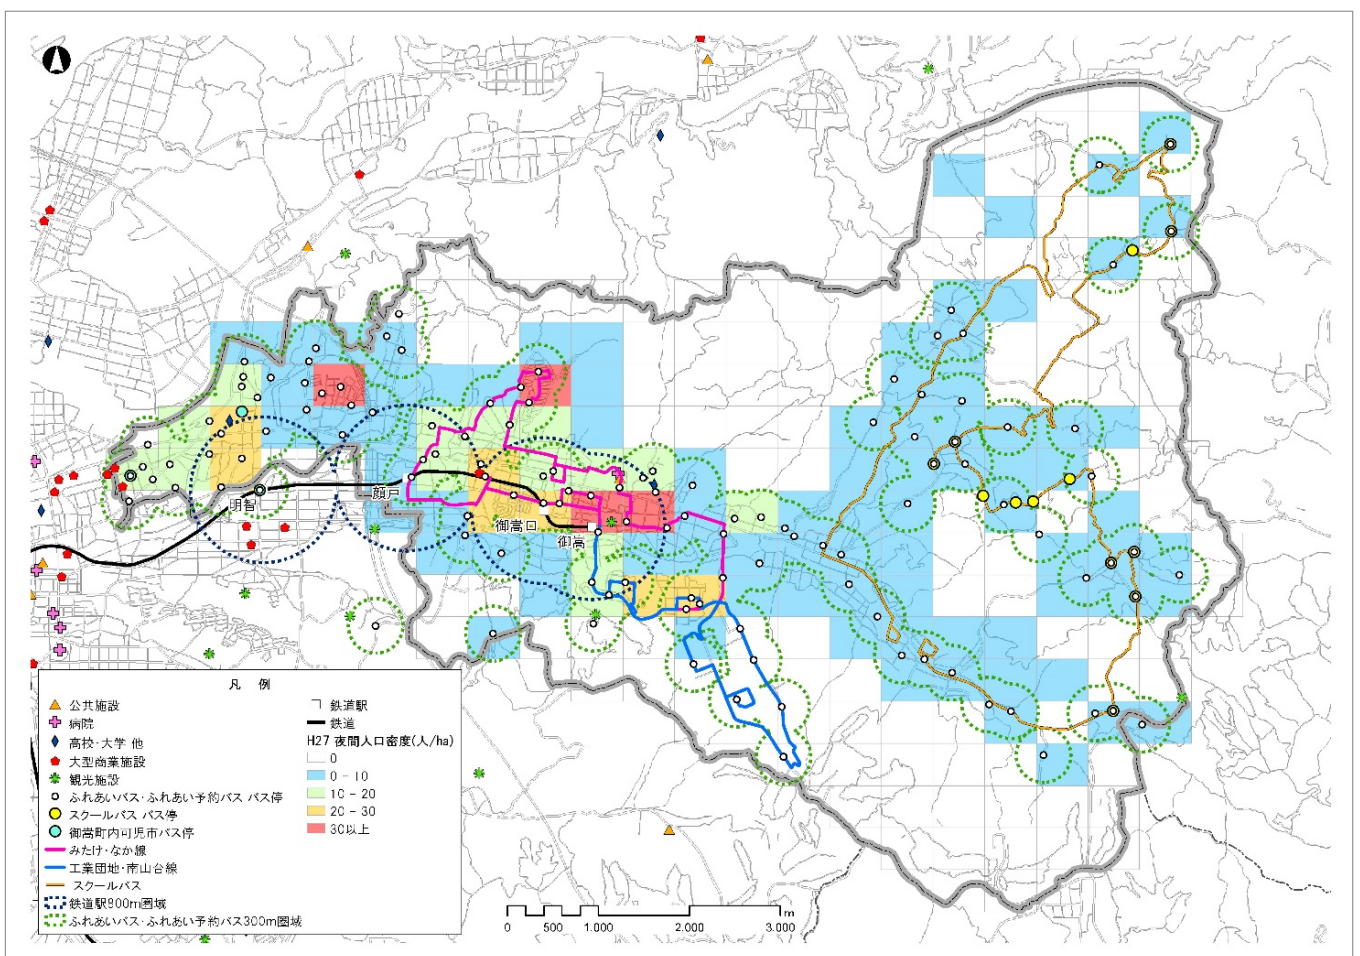 明智
顔戸
御嵩口
御嵩
凡 例
公共施設
病院
高校・大学 他
大型商業施設
観光施設
ふれあいバス・ふれあい予約バス バス停
スクールバス バス停
御嵩町内可児市バス停
みたけ・なか線
工業団地・南山台線
スクールバス
鉄道駅800m圏域
ふれあいバス・ふれあい予約バス300m圏域
鉄道駅
鉄道
H27 夜間人口密度(人/ha)
0
0 - 10
10 - 20
20 - 30
30以上
m
0 500 1.000 2.000 3.000